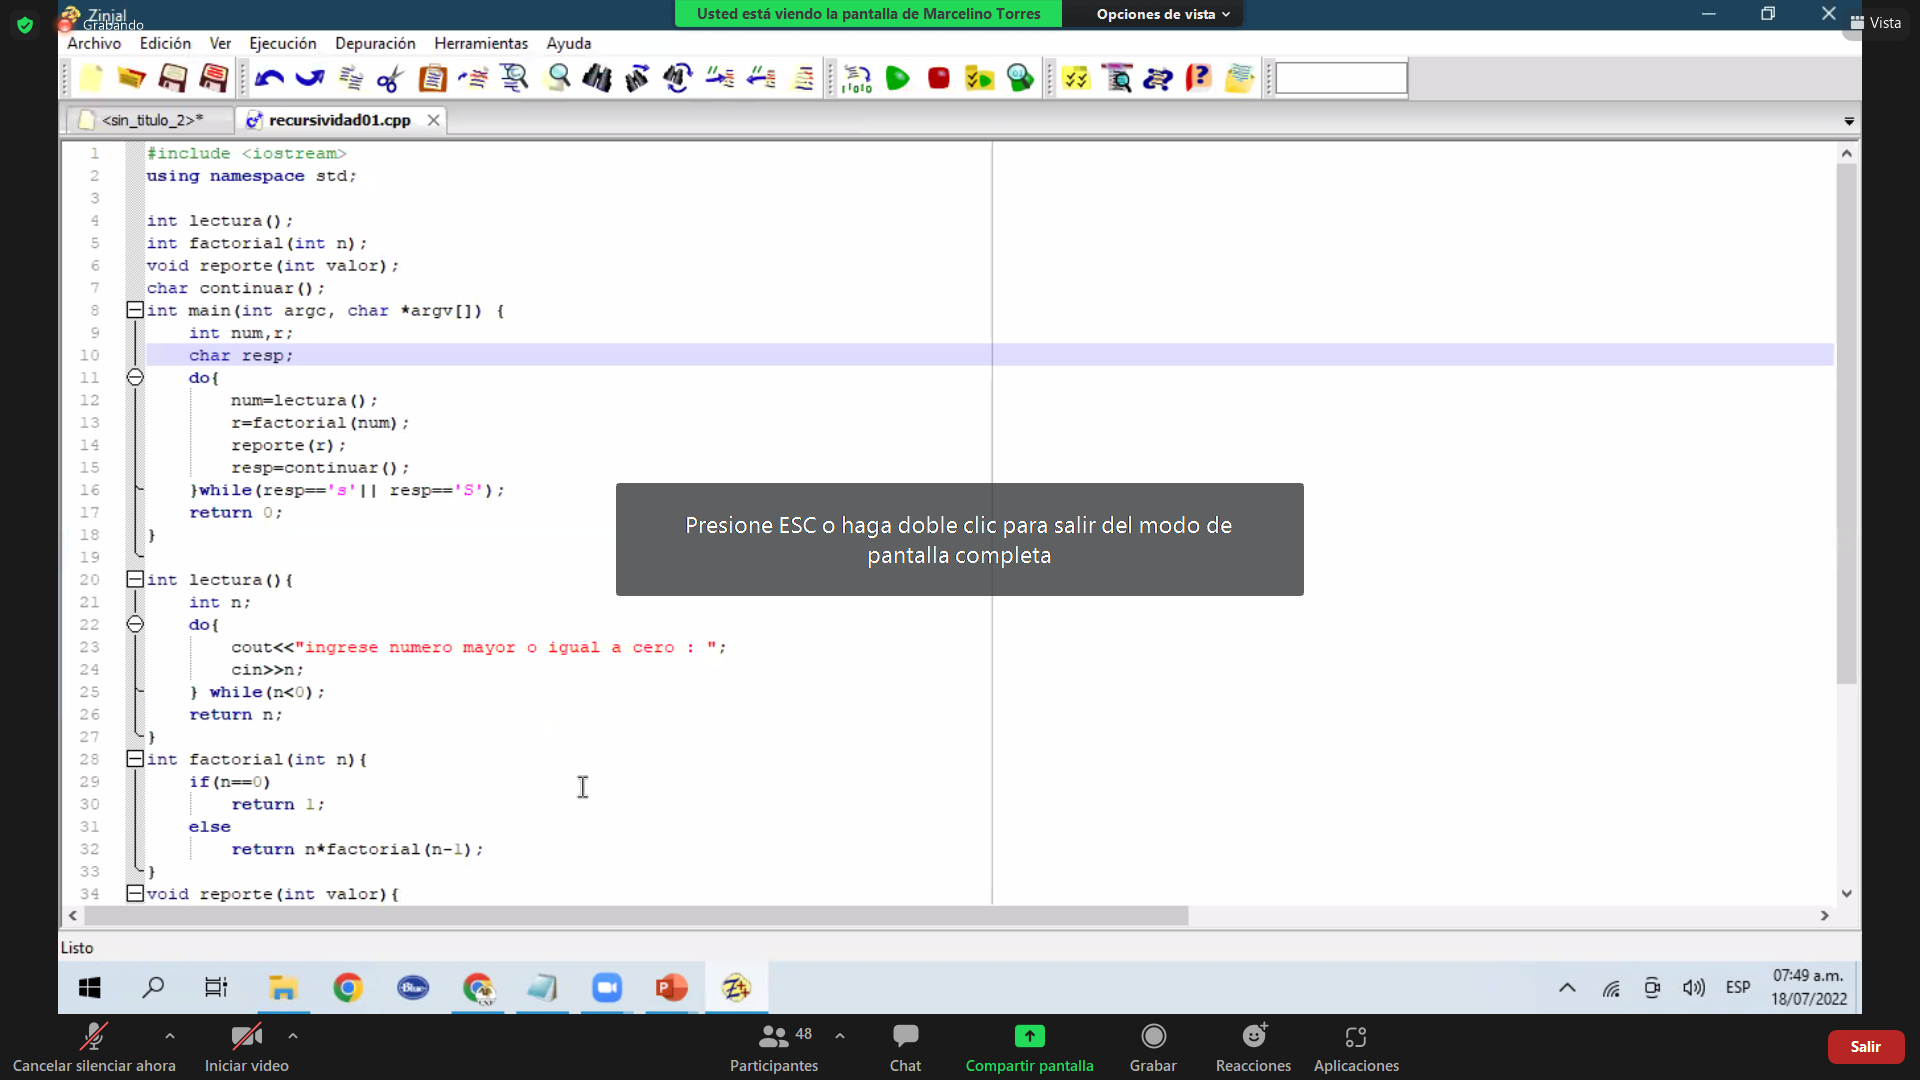 Zinjal
Grabando
Usted está viendo la pantalla de Marcelino Torres
Opciones de vista
Vista
Archivo Edición Ver Ejecución Depuración Herramientas Ayuda
<sin_titulo_2>*
recursividad01.cpp
1 #include <iostream>
2 using namespace std;
3
4 int lectura();
5 int factorial(int n);
6 void reporte(int valor);
7 char continuar();
8 int main(int argc, char *argv[]) {
9 int num,r;
10 char resp;
11 do{
12 num=lectura();
13 r=factorial(num);
14 reporte(r);
15 resp=continuar();
16 }while(resp=='s'|| resp=='S');
17 return 0;
18 }
19
20 int lectura(){
21 int n;
22 do{
23 cout<<"ingrese numero mayor o igual a cero : ";
24 cin>>n;
25 } while(n<0);
26 return n;
27 }
28 int factorial(int n){
29 if(n==0)
30 return 1;
31 else
32 return n*factorial(n-1);
33 }
34 void reporte(int valor){
Presione ESC o haga doble clic para salir del modo de
pantalla completa
Listo
ESP
07:49 a.m.
18/07/2022
Cancelar silenciar ahora
Iniciar video
48
Participantes
Chat
Compartir pantalla
Grabar
Reacciones
Aplicaciones
Salir